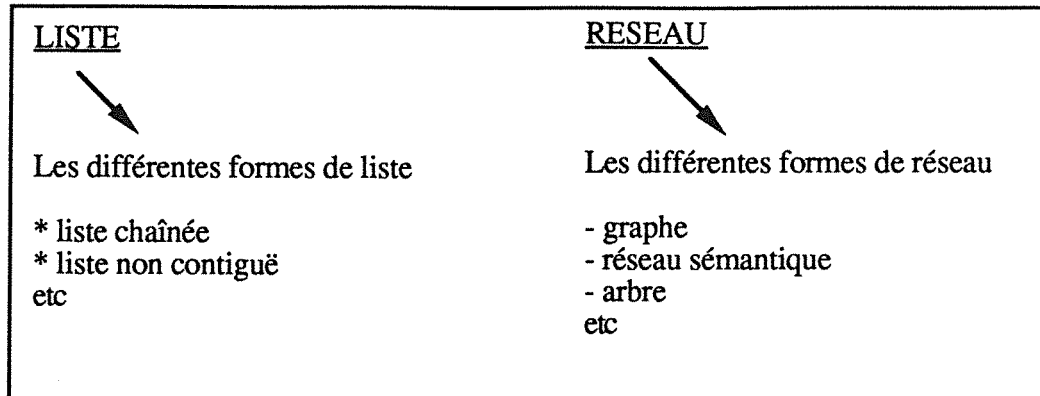 LISTE
Les différentes formes de liste
* liste chaînée
* liste non contiguë
etc
RESEAU
Les différentes formes de réseau
- graphe
- réseau sémantique
- arbre
etc